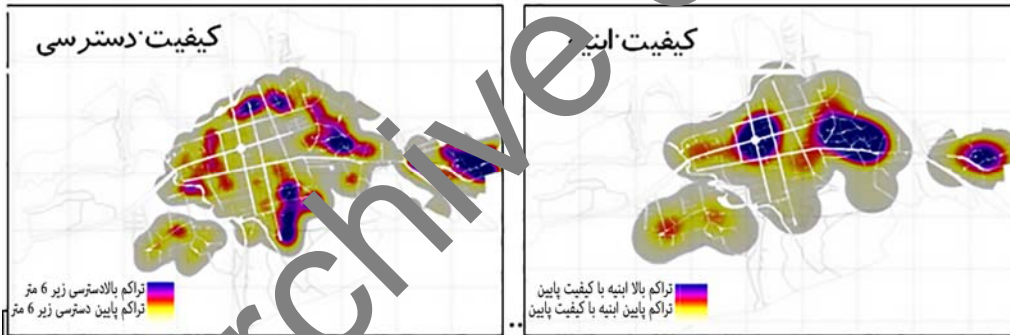 کیفیت ابنیه
تراکم بالا ابنیه با کیفیت پایین
تراکم پایین ابنیه با کیفیت پایین
کیفیت دسترسی
تراکم بالادسترسی زیر 6 متر
تراکم پایین دسترسی زیر 6 متر
chive